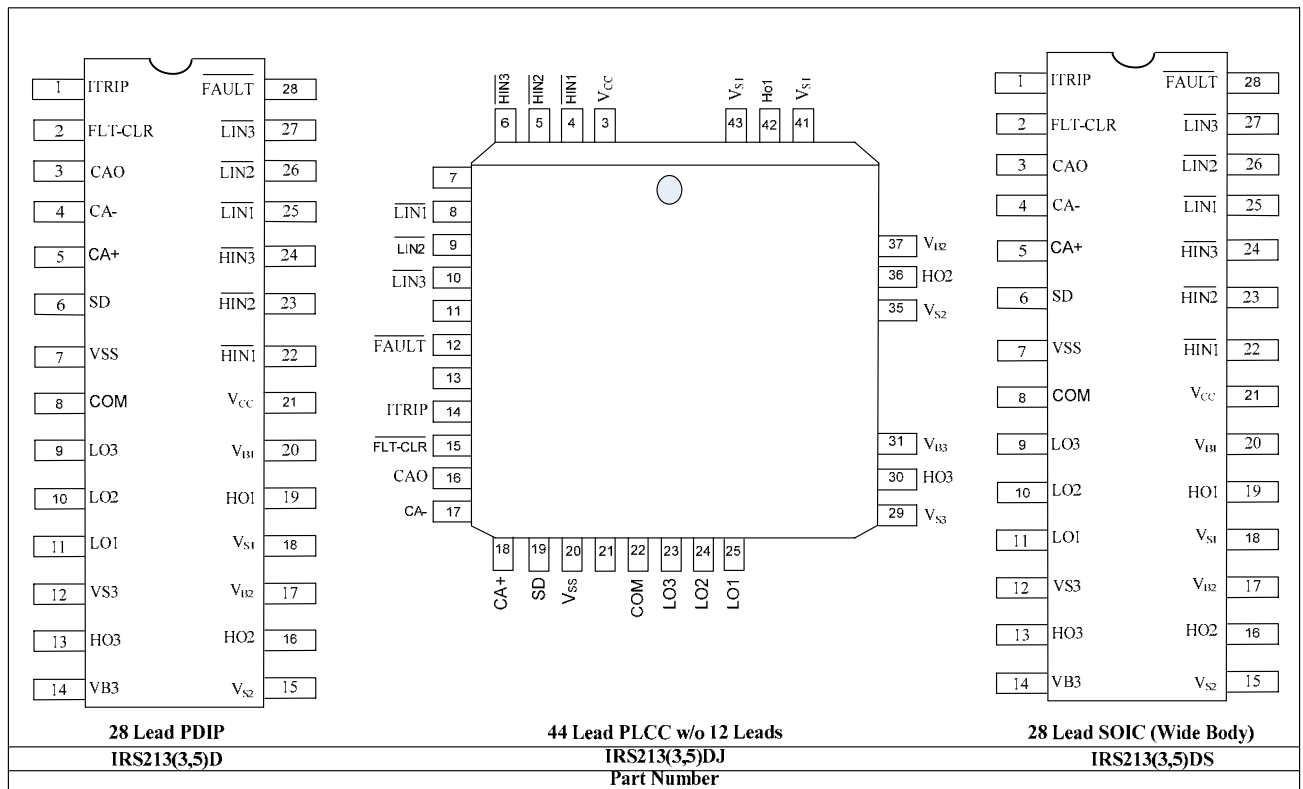 1 ITRIP
2 FLT-CLR
3 CAO
4 CA-
5 CA+
6 SD
7 VSS
8 COM
9 LO3
10 LO2
11 LO1
12 VS3
13 HO3
14 VB3
FAULT 28
LIN3 27
LIN2 26
LIN1 25
HIN3 24
HIN2 23
HIN1 22
VCC 21
VB1 20
HO1 19
VS1 18
VB2 17
HO2 16
VS2 15
28 Lead PDIP
IRS213(3,5)D
HIN3 6
HIN2 5
HIN1 4
VCC 3
VS1 43
Ho1 42
VS1 41
7
LIN1 8
LIN2 9
LIN3 10
11
FAULT 12
13
ITRIP 14
FLT-CLR 15
CAO 16
CA- 17
18 CA+
19 SD
20 VSS
21
22 COM
23 LO3
24 LO2
25 LO1
37 VB2
36 HO2
35 VS2
31 VB3
30 HO3
29 VS3
44 Lead PLCC w/o 12 Leads
IRS213(3,5)DJ
1 ITRIP
2 FLT-CLR
3 CAO
4 CA-
5 CA+
6 SD
7 VSS
8 COM
9 LO3
10 LO2
11 LO1
12 VS3
13 HO3
14 VB3
FAULT 28
LIN3 27
LIN2 26
LIN1 25
HIN3 24
HIN2 23
HIN1 22
VCC 21
VB1 20
HO1 19
VS1 18
VB2 17
HO2 16
VS2 15
28 Lead SOIC (Wide Body)
IRS213(3,5)DS
Part Number